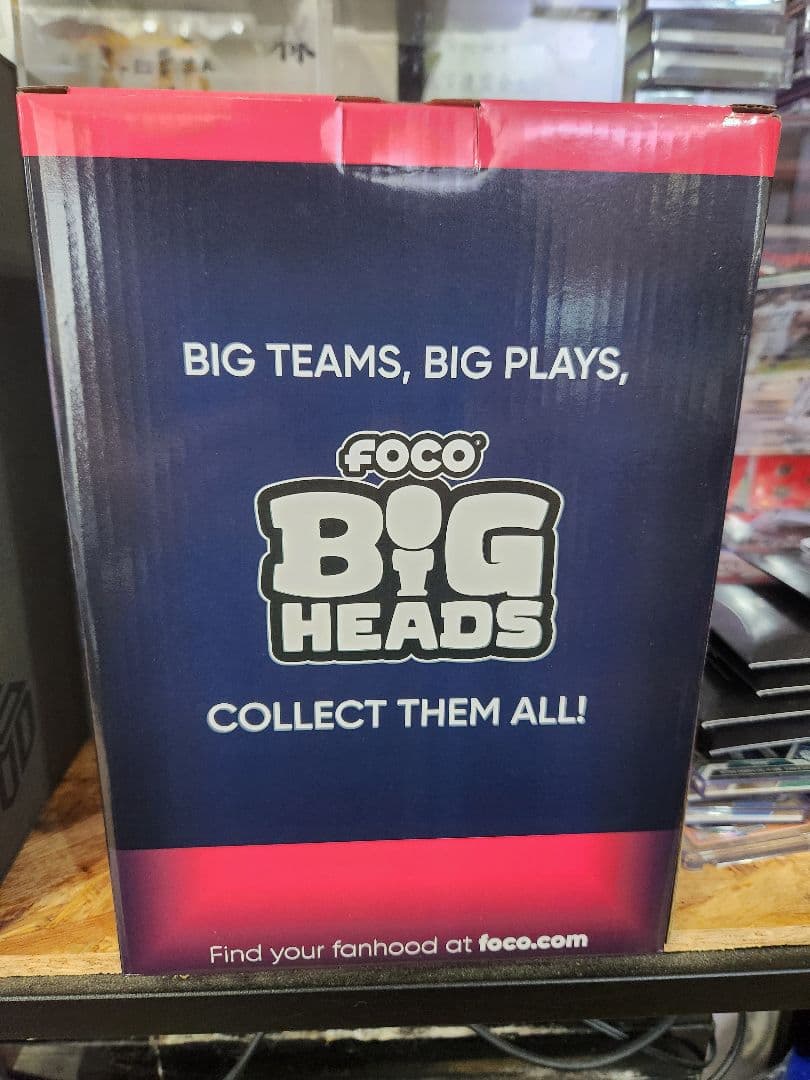 BIG TEAMS, BIG PLAYS,
FOCO
BIG
HEADS
COLLECT THEM ALL!
Find your fanhood at foco.com